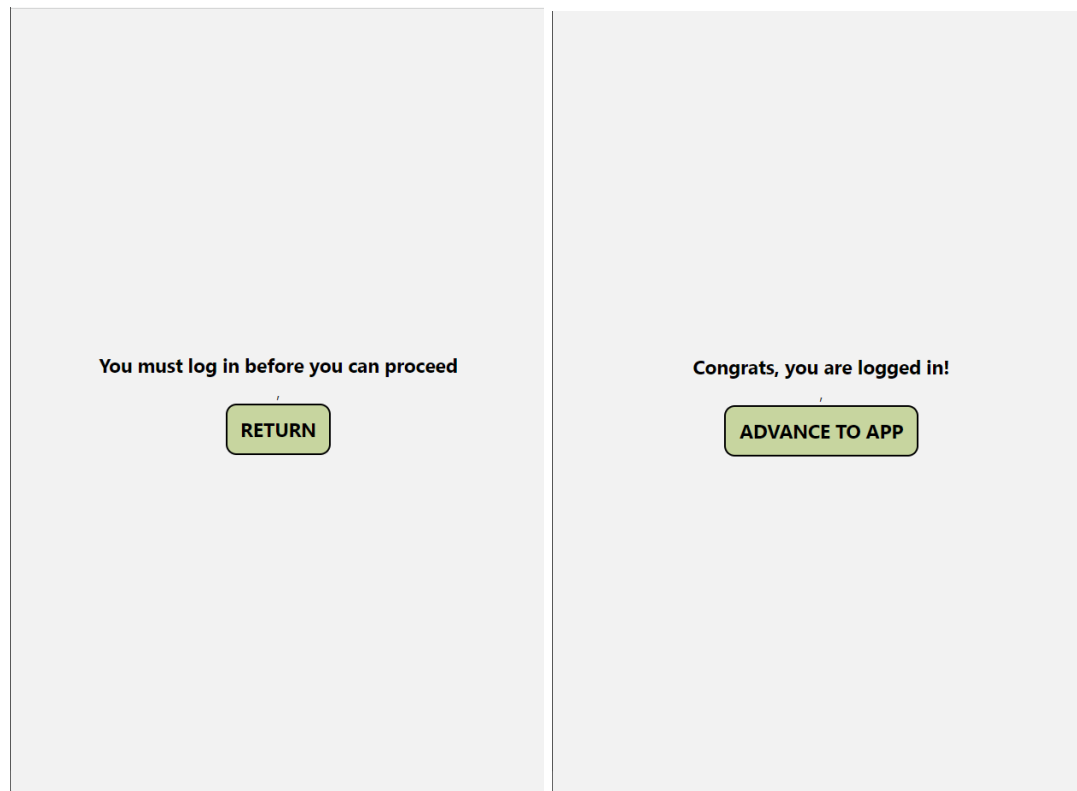 You must log in before you can proceed
,
RETURN
Congrats, you are logged in!
,
ADVANCE TO APP